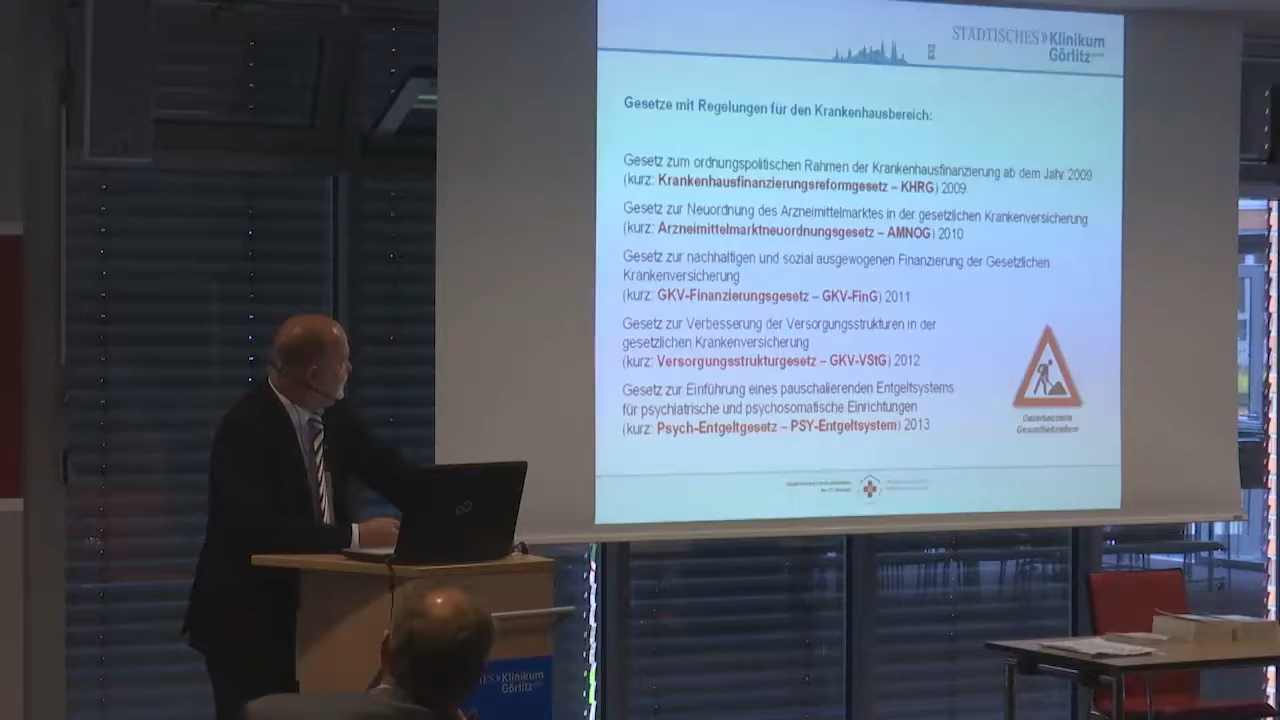 STÄDTISCHES»Klinikum
Görlitz
Gesetze mit Regelungen für den Krankenhausbereich:
Gesetz zum ordnungspolitischen Rahmen der Krankenhausfinanzierung ab dem Jahr 2009
(kurz: Krankenhausfinanzierungsreformgesetz – KHRG) 2009
Gesetz zur Neuordnung des Arzneimittelmarktes in der gesetzlichen Krankenversicherung
(kurz: Arzneimittelmarktneuordnungsgesetz – AMNOG) 2010
Gesetz zur nachhaltigen und sozial ausgewogenen Finanzierung der Gesetzlichen
Krankenversicherung
(kurz: GKV-Finanzierungsgesetz – GKV-FinG) 2011
Gesetz zur Verbesserung der Versorgungsstrukturen in der
gesetzlichen Krankenversicherung
(kurz: Versorgungsstrukturgesetz – GKV-VStG) 2012
Gesetz zur Einführung eines pauschalierenden Entgeltsystems
für psychiatrische und psychosomatische Einrichtungen
(kurz: Psych-Entgeltgesetz – PSY-Entgeltsystem) 2013
Dauerbaustelle
Gesundheitsreform
»Klinikum
Görlitz